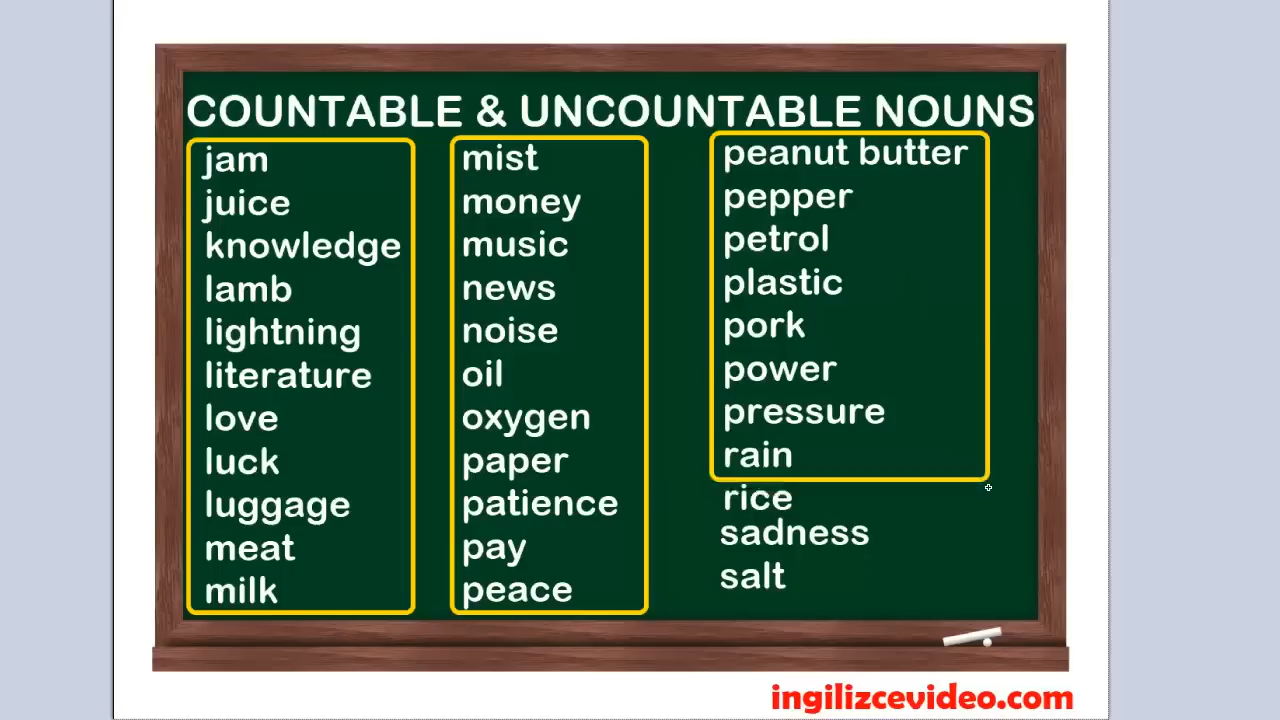 COUNTABLE & UNCOUNTABLE NOUNS
jam
juice
knowledge
lamb
lightning
literature
love
luck
luggage
meat
milk
mist
money
music
news
noise
oil
oxygen
paper
patience
pay
peace
peanut butter
pepper
petrol
plastic
pork
power
pressure
rain
rice
sadness
salt
ingilizcevideo.com